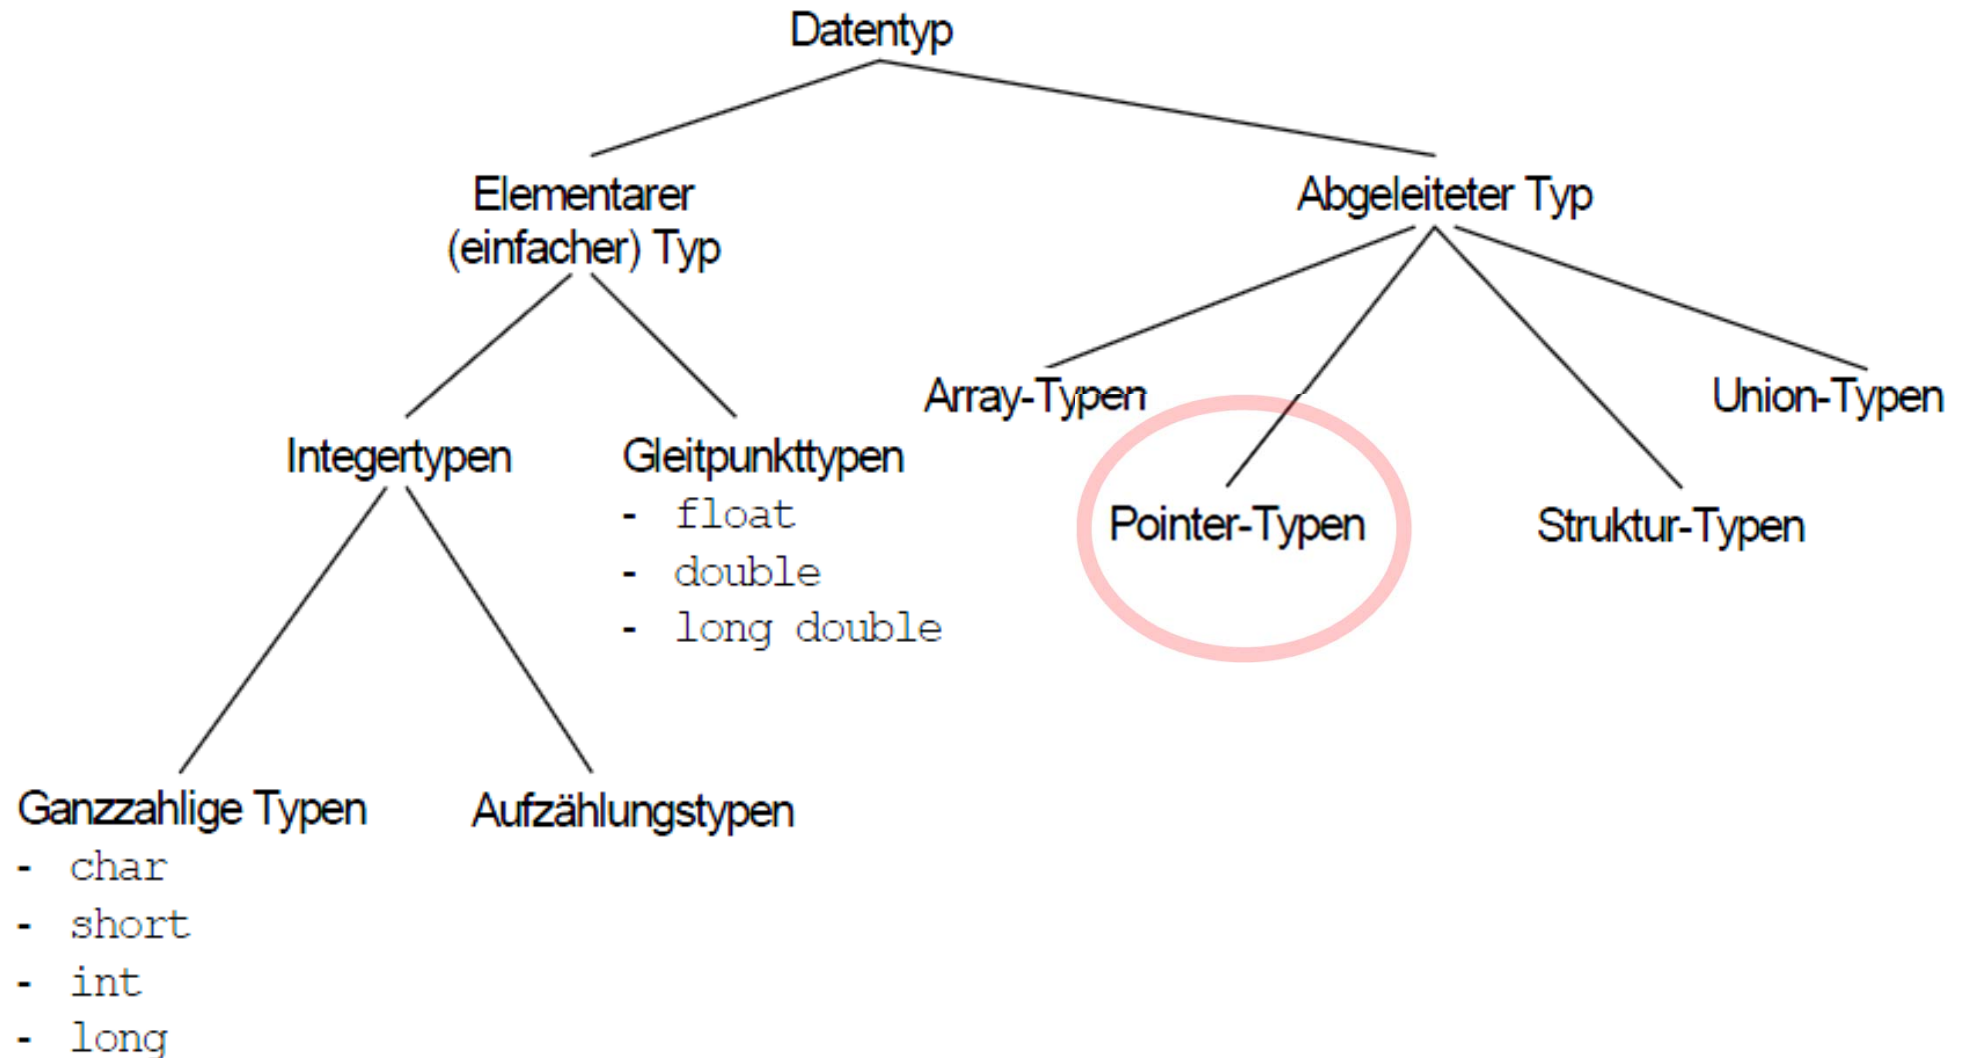 Datentyp
Elementarer
(einfacher) Typ
Abgeleiteter Typ
Array-Typen
Union-Typen
Integertypen
Gleitpunkttypen
- float
- double
- long double
Pointer-Typen
Struktur-Typen
Ganzzahlige Typen
- char
- short
- int
- long
Aufzählungstypen